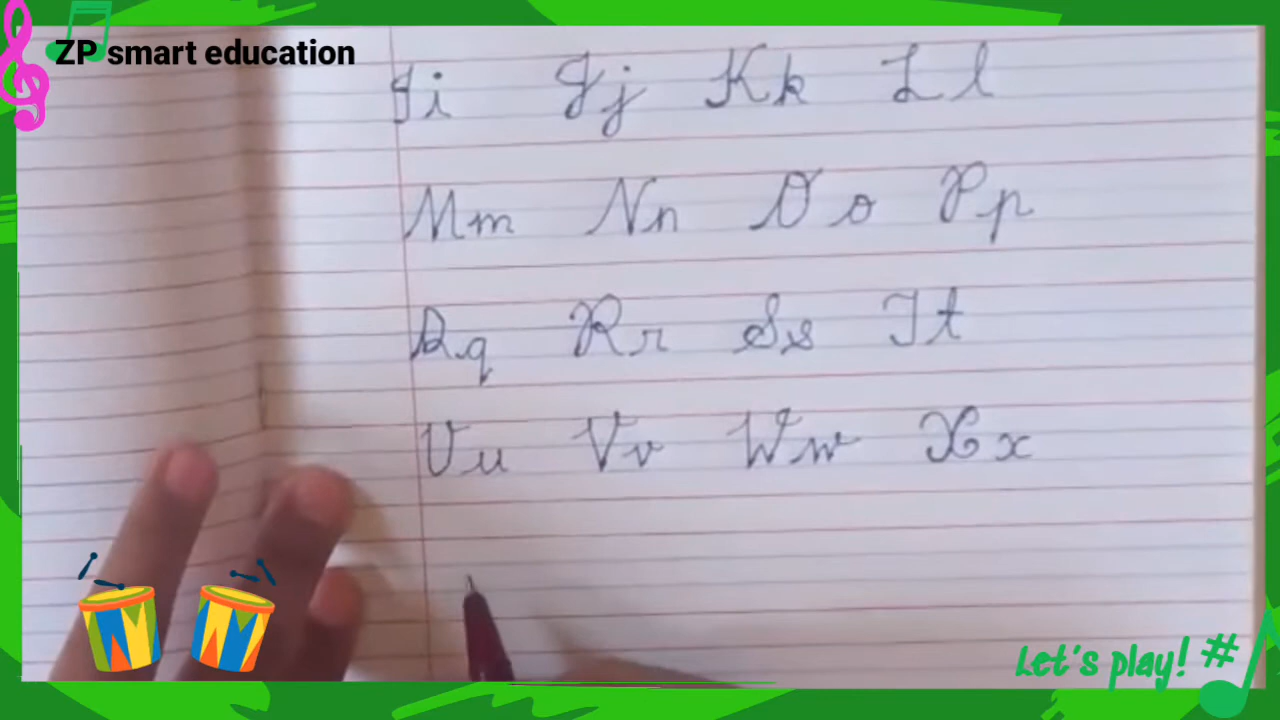 ZP smart education
Ii Jj Kk Ll
Mm Nn Oo Pp
Qq Rr Ss Tt
Uu Vv Ww Xx
Let's play!